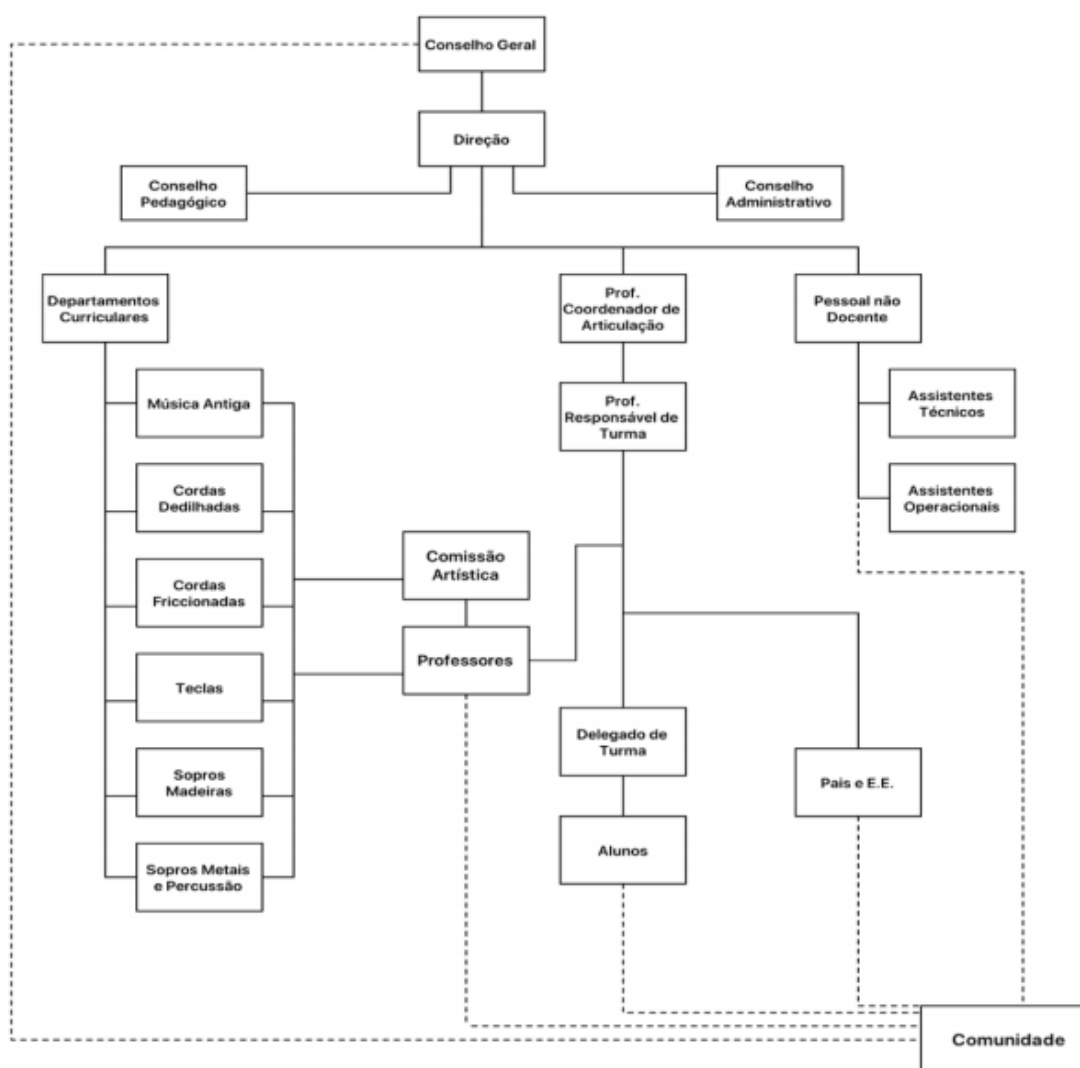 Conselho Geral
Direção
Conselho
Pedagógico
Conselho
Administrativo
Departamentos
Curriculares
Prof.
Coordenador de
Articulação
Pessoal não
Docente
Música Antiga
Prof.
Responsável de
Turma
Assistentes
Técnicos
Cordas
Dedilhadas
Assistentes
Operacionais
Comissão
Artística
Cordas
Friccionadas
Professores
Teclas
Delegado de
Turma
Sopros
Madeiras
Pais e E.E.
Alunos
Sopros Metais
e Percussão
Comunidade